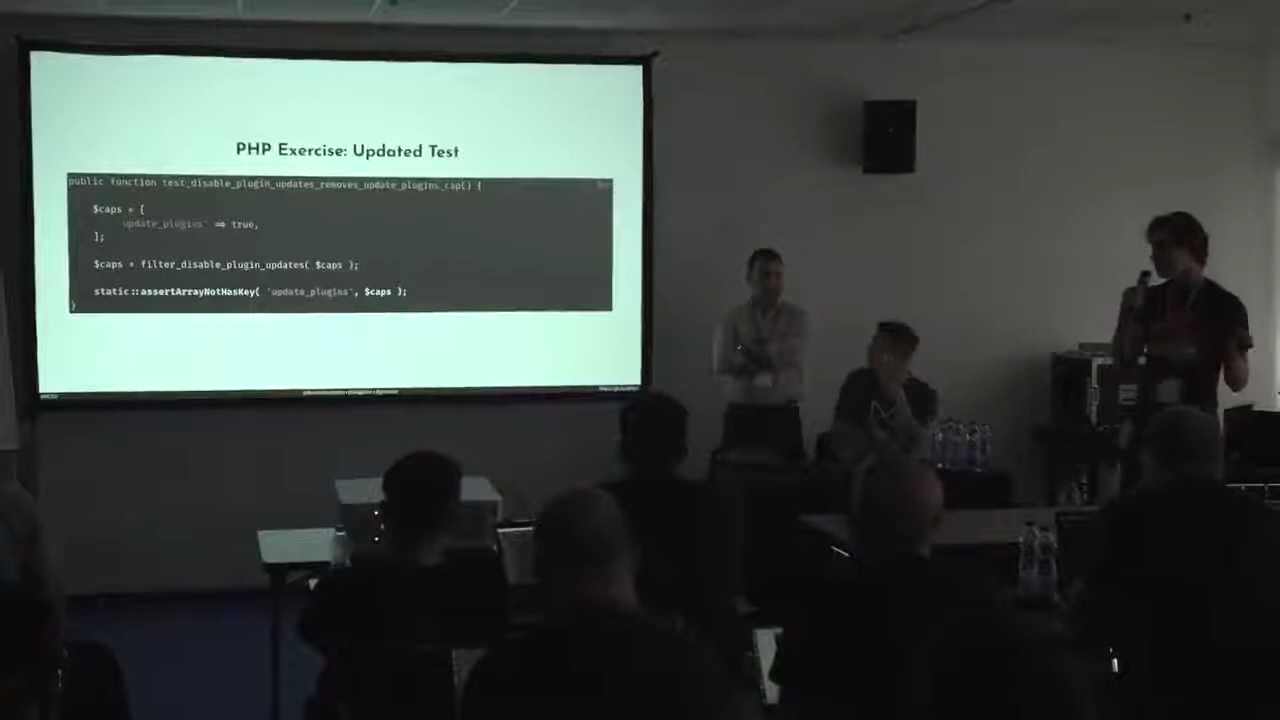 PHP Exercise: Updated Test
public function test_disable_plugin_updates_removes_update_plugins_cap() {
$caps = [
'update_plugins' => true,
];
$caps = filter_disable_plugin_updates( $caps );
static::assertArrayNotHasKey( 'update_plugins', $caps );
}